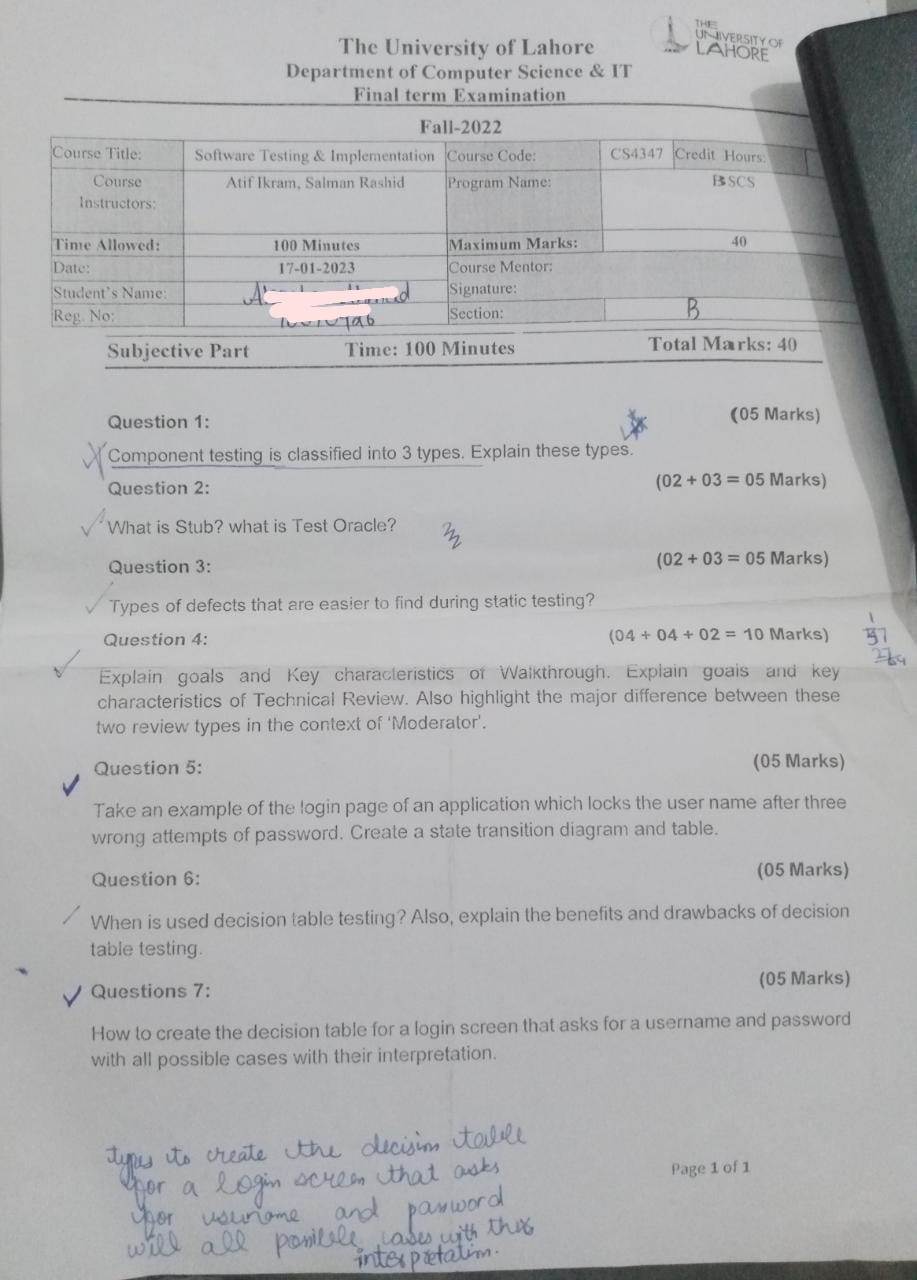 THE
UNIVERSITY OF
LAHORE
The University of Lahore
Department of Computer Science & IT
Final term Examination
Fall-2022
Course Title: Software Testing & Implementation Course Code: CS4347 Credit Hours:
Course Instructors: Atif Ikram, Salman Rashid Program Name: BSCS
Time Allowed: 100 Minutes Maximum Marks: 40
Date: 17-01-2023 Course Mentor:
Student's Name: Signature:
Reg. No: Section: B
Subjective Part Time: 100 Minutes Total Marks: 40
Question 1: (05 Marks)
Component testing is classified into 3 types. Explain these types.
Question 2: (02 + 03 = 05 Marks)
What is Stub? what is Test Oracle?
Question 3: (02 + 03 = 05 Marks)
Types of defects that are easier to find during static testing?
Question 4: (04 + 04 + 02 = 10 Marks)
Explain goals and Key characteristics of Walkthrough. Explain goals and key
characteristics of Technical Review. Also highlight the major difference between these
two review types in the context of 'Moderator'.
Question 5: (05 Marks)
Take an example of the login page of an application which locks the user name after three
wrong attempts of password. Create a state transition diagram and table.
Question 6: (05 Marks)
When is used decision table testing? Also, explain the benefits and drawbacks of decision
table testing.
Questions 7: (05 Marks)
How to create the decision table for a login screen that asks for a username and password
with all possible cases with their interpretation.
types to create the decision table
for a login screen that asks
for username and password
will all possible cases with this
interpretation.
Page 1 of 1